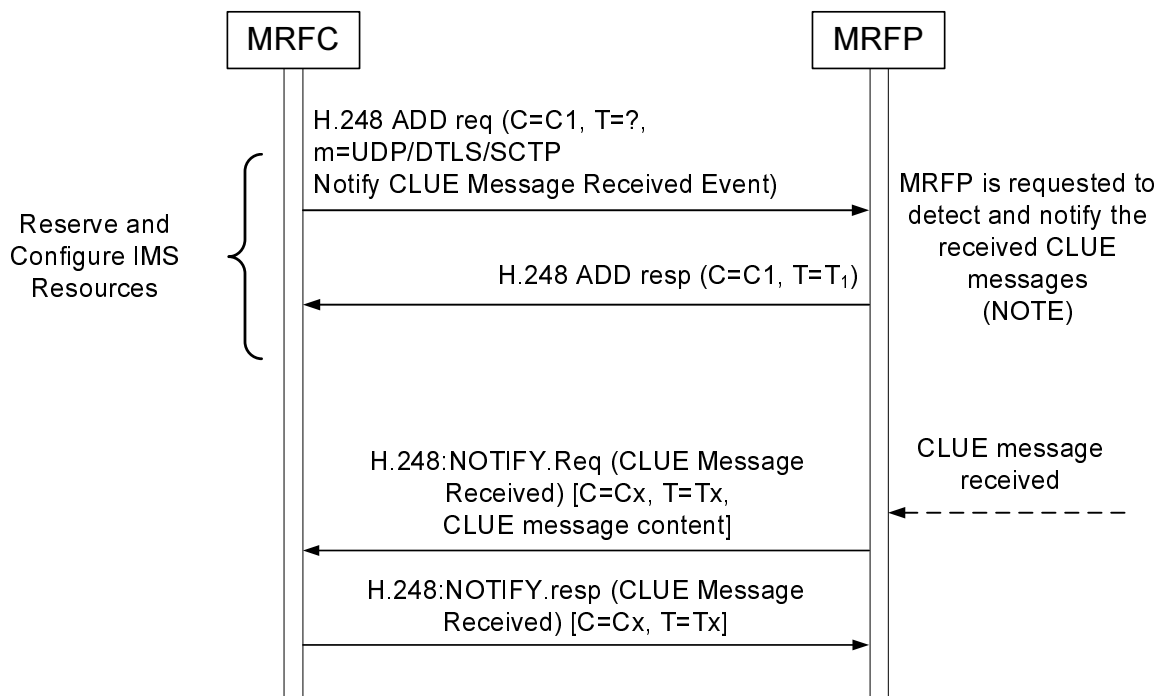 MRFC
MRFP
H.248 ADD req (C=C1, T=?,
m=UDP/DTLS/SCTP
Notify CLUE Message Received Event)
Reserve and
Configure IMS
Resources
MRFP is requested to
detect and notify the
received CLUE
messages
(NOTE)
H.248 ADD resp (C=C1, T=T₁)
CLUE message
received
H.248:NOTIFY.Req (CLUE Message
Received) [C=Cx, T=Tx,
CLUE message content]
H.248:NOTIFY.resp (CLUE Message
Received) [C=Cx, T=Tx]